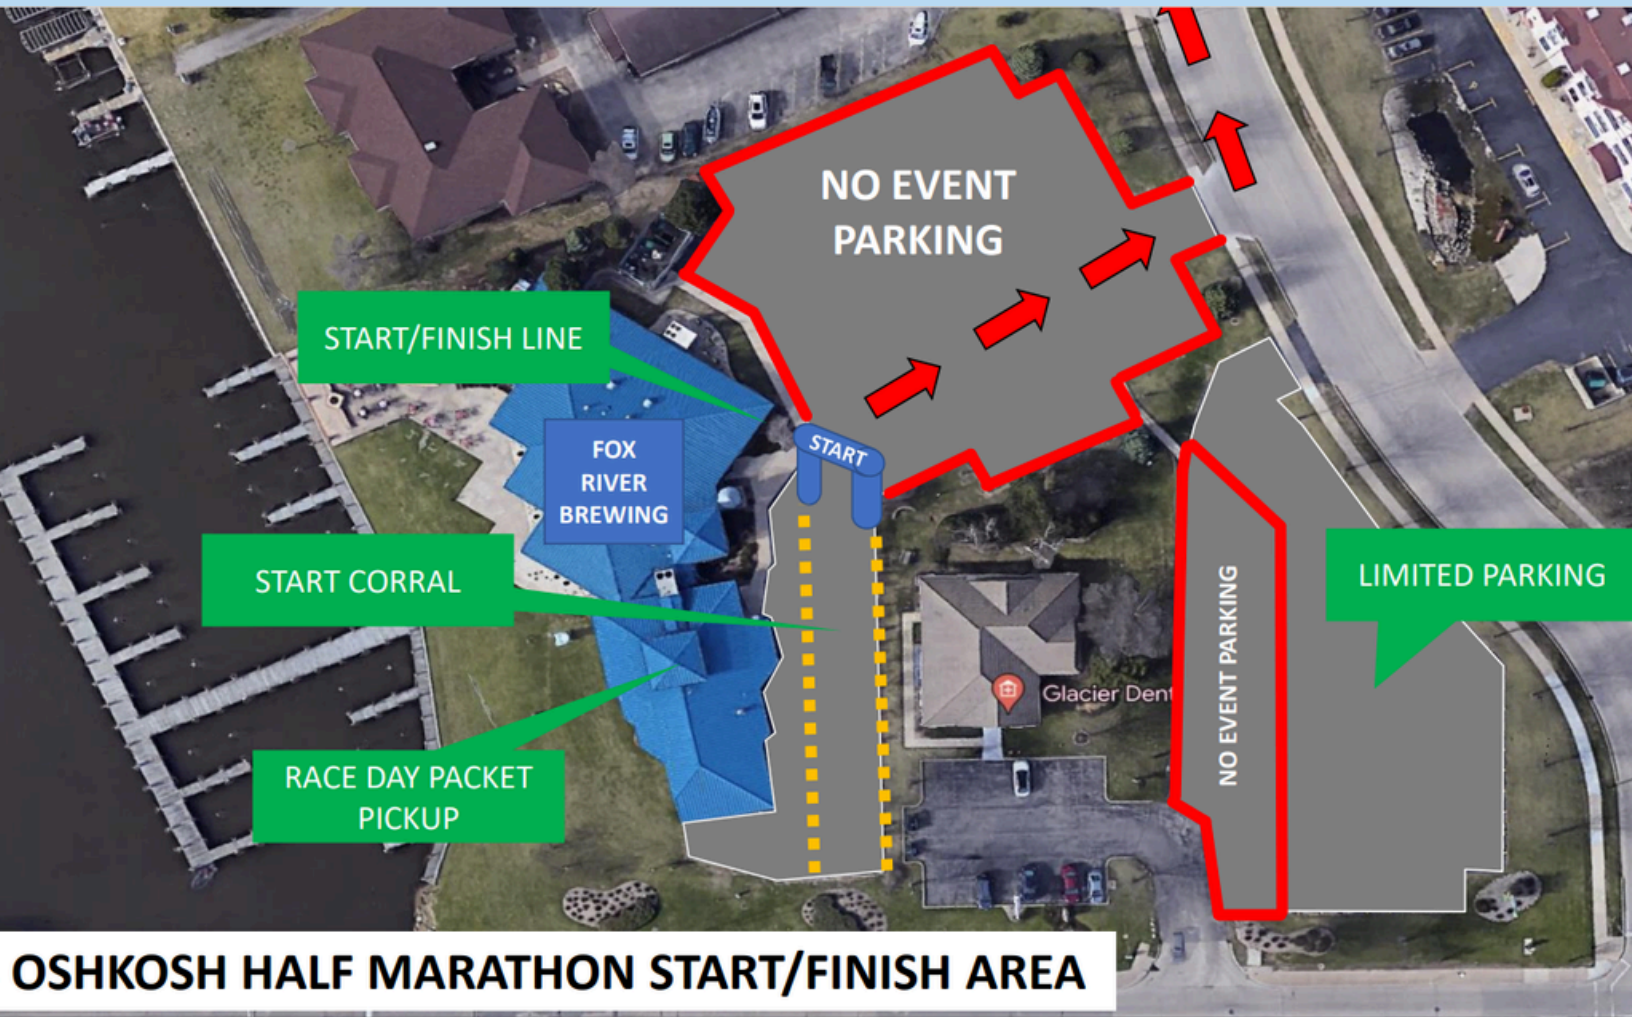 NO EVENT
PARKING
START/FINISH LINE
START
FOX
RIVER
BREWING
START CORRAL
LIMITED PARKING
NO EVENT PARKING
Glacier Dent
RACE DAY PACKET
PICKUP
OSHKOSH HALF MARATHON START/FINISH AREA